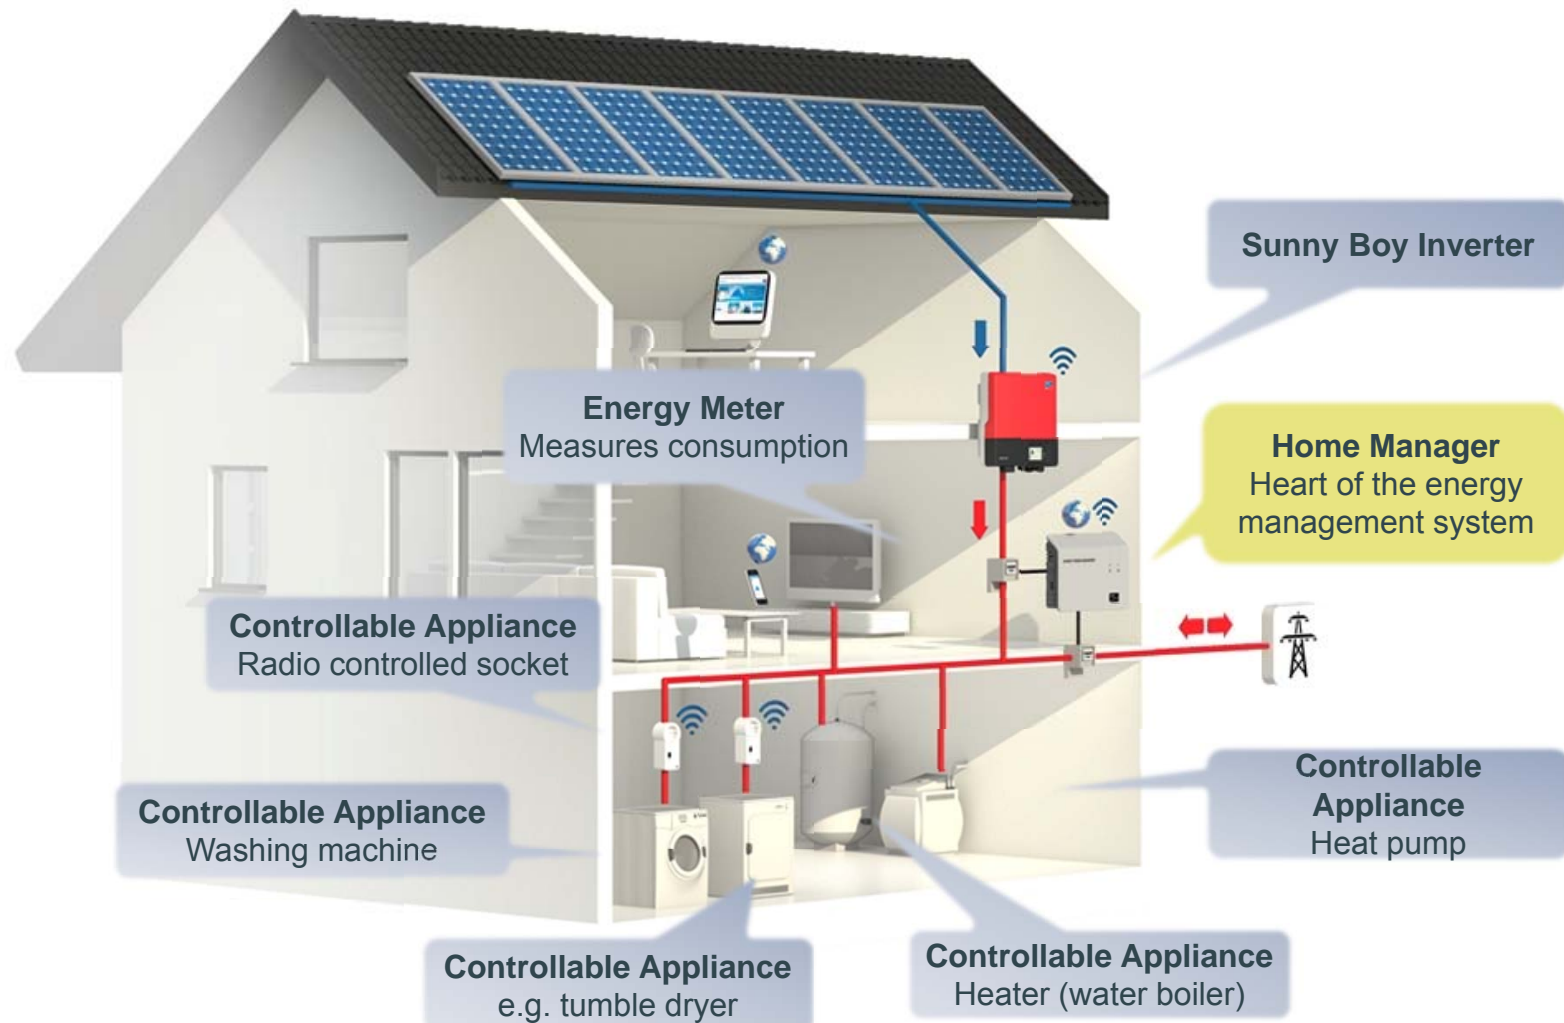 Sunny Boy Inverter
Energy Meter
Measures consumption
Home Manager
Heart of the energy
management system
Controllable Appliance
Radio controlled socket
Controllable
Appliance
Heat pump
Controllable Appliance
Washing machine
Controllable Appliance
e.g. tumble dryer
Controllable Appliance
Heater (water boiler)